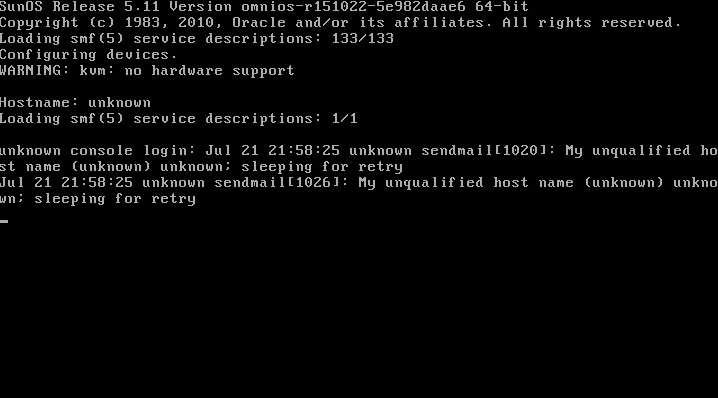 SunOS Release 5.11 Version omnios-r151022-5e982daae6 64-bit
Copyright (c) 1983, 2010, Oracle and/or its affiliates. All rights reserved.
Loading smf(5) service descriptions: 133/133
Configuring devices.
WARNING: kvm: no hardware support
Hostname: unknown
Loading smf(5) service descriptions: 1/1
unknown console login: Jul 21 21:58:25 unknown sendmail[1020]: My unqualified ho
st name (unknown) unknown; sleeping for retry
Jul 21 21:58:25 unknown sendmail[1026]: My unqualified host name (unknown) unkno
wn; sleeping for retry